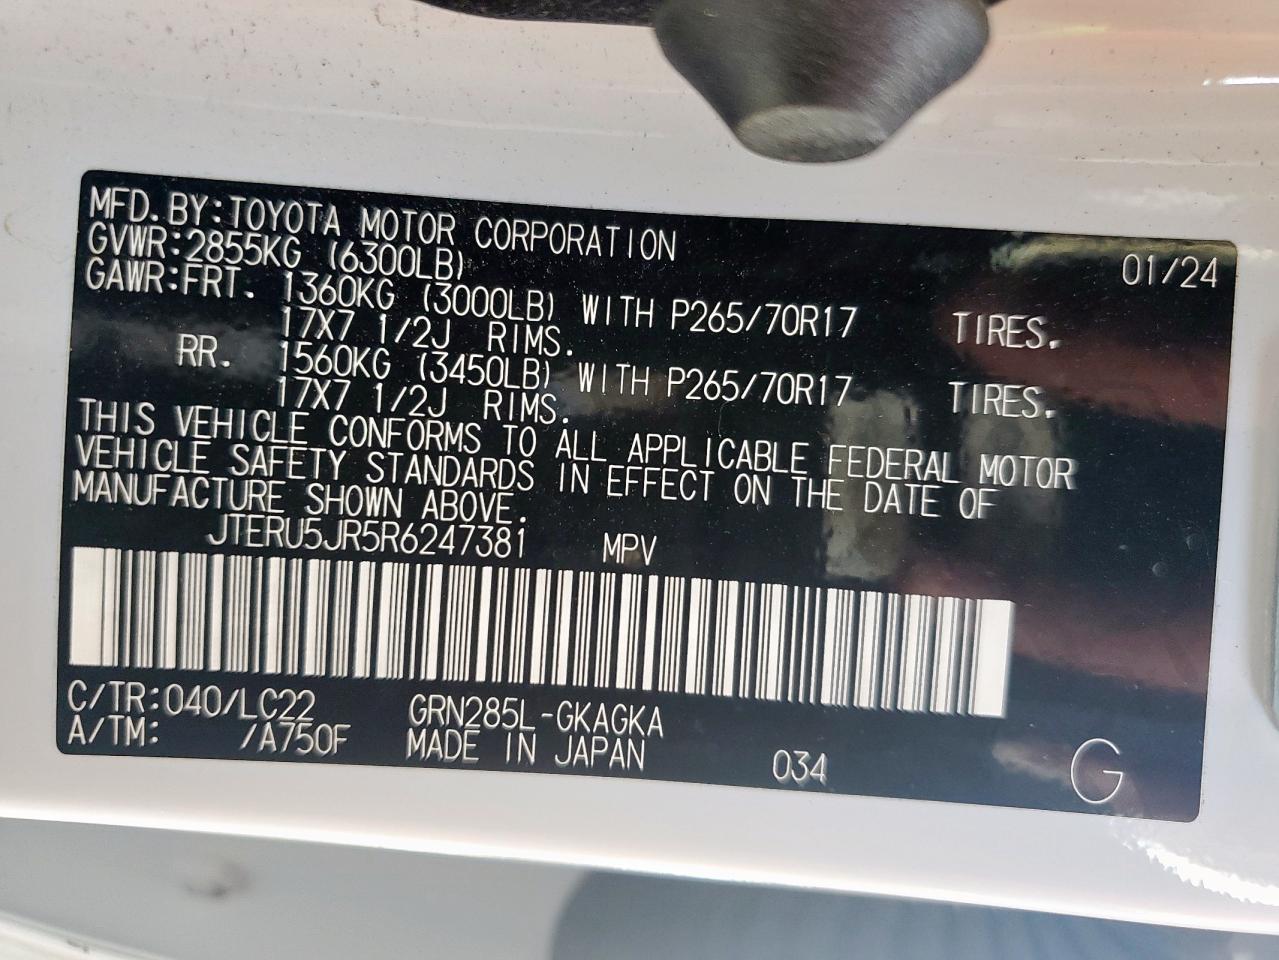 MFD.BY:TOYOTA MOTOR CORPORATION 01/24
GVWR:2855KG (6300LB)
GAWR:FRT. 1360KG (3000LB) WITH P265/70R17 TIRES.
17X7 1/2J RIMS.
RR. 1560KG (3450LB) WITH P265/70R17 TIRES.
17X7 1/2J RIMS.
THIS VEHICLE CONFORMS TO ALL APPLICABLE FEDERAL MOTOR
VEHICLE SAFETY STANDARDS IN EFFECT ON THE DATE OF
MANUFACTURE SHOWN ABOVE.
JTERU5JR5R6247381 MPV
C/TR:040/LC22 GRN285L-GKAGKA
A/TM: /A750F MADE IN JAPAN 034 G